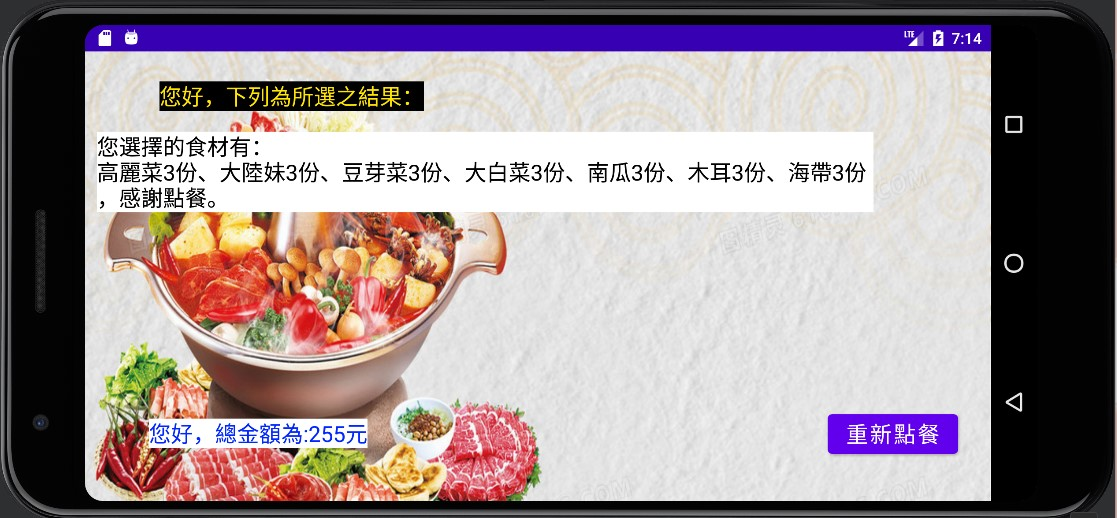 LTE 7:14
您好，下列為所選之結果：
您選擇的食材有：
高麗菜3份、大陸妹3份、豆芽菜3份、大白菜3份、南瓜3份、木耳3份、海帶3份
，感謝點餐。
您好，總金額為:255元
重新點餐